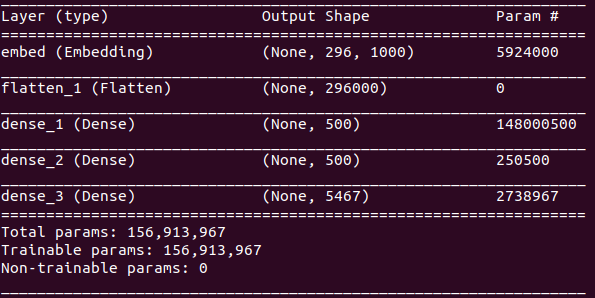 Layer (type) Output Shape Param #
=================================================================
embed (Embedding) (None, 296, 1000) 5924000
_________________________________________________________________
flatten_1 (Flatten) (None, 296000) 0
_________________________________________________________________
dense_1 (Dense) (None, 500) 148000500
_________________________________________________________________
dense_2 (Dense) (None, 500) 250500
_________________________________________________________________
dense_3 (Dense) (None, 5467) 2738967
=================================================================
Total params: 156,913,967
Trainable params: 156,913,967
Non-trainable params: 0
_________________________________________________________________